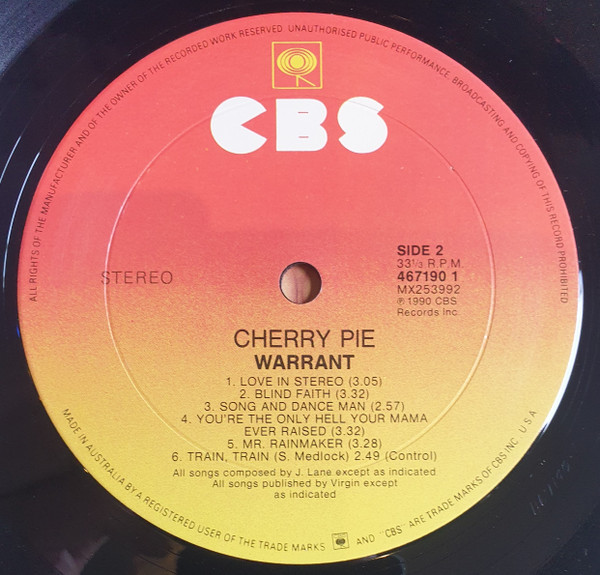 ALL RIGHTS OF THE MANUFACTURER AND OF THE OWNER OF THE RECORDED WORK RESERVED. UNAUTHORISED PUBLIC PERFORMANCE, BROADCASTING AND COPYING OF THIS RECORD PROHIBITED
CBS
STEREO
SIDE 2
33⅓ R.P.M
467190 1
MX253992
℗ 1990 CBS
Records Inc.
CHERRY PIE
WARRANT
1. LOVE IN STEREO (3.05)
2. BLIND FAITH (3.32)
3. SONG AND DANCE MAN (2.57)
4. YOU'RE THE ONLY HELL YOUR MAMA
EVER RAISED (3.32)
5. MR. RAINMAKER (3.28)
6. TRAIN, TRAIN (S. Medlock) 2.49 (Control)
All songs composed by J. Lane except as indicated
All songs published by Virgin except
as indicated
MADE IN AUSTRALIA BY A REGISTERED USER OF THE TRADE MARKS AND "CBS" ARE TRADE MARKS OF CBS INC. U.S.A